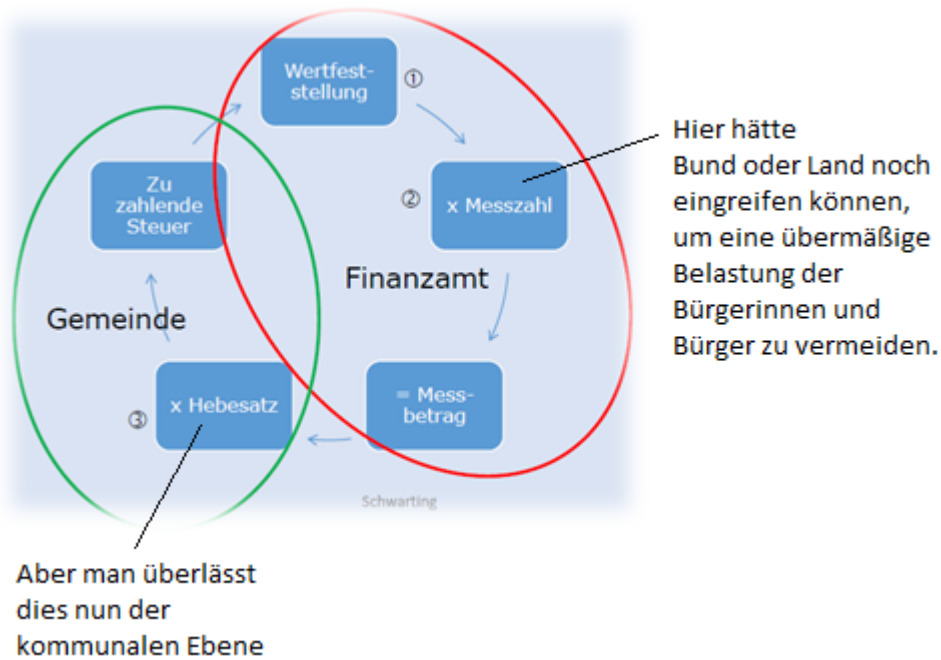 Wertfest-
stellung
①
② x Messzahl
Hier hätte
Bund oder Land noch
eingreifen können,
um eine übermäßige
Belastung der
Bürgerinnen und
Bürger zu vermeiden.
Finanzamt
= Mess-
betrag
③ x Hebesatz
Zu
zahlende
Steuer
Gemeinde
Schwarting
Aber man überlässt
dies nun der
kommunalen Ebene